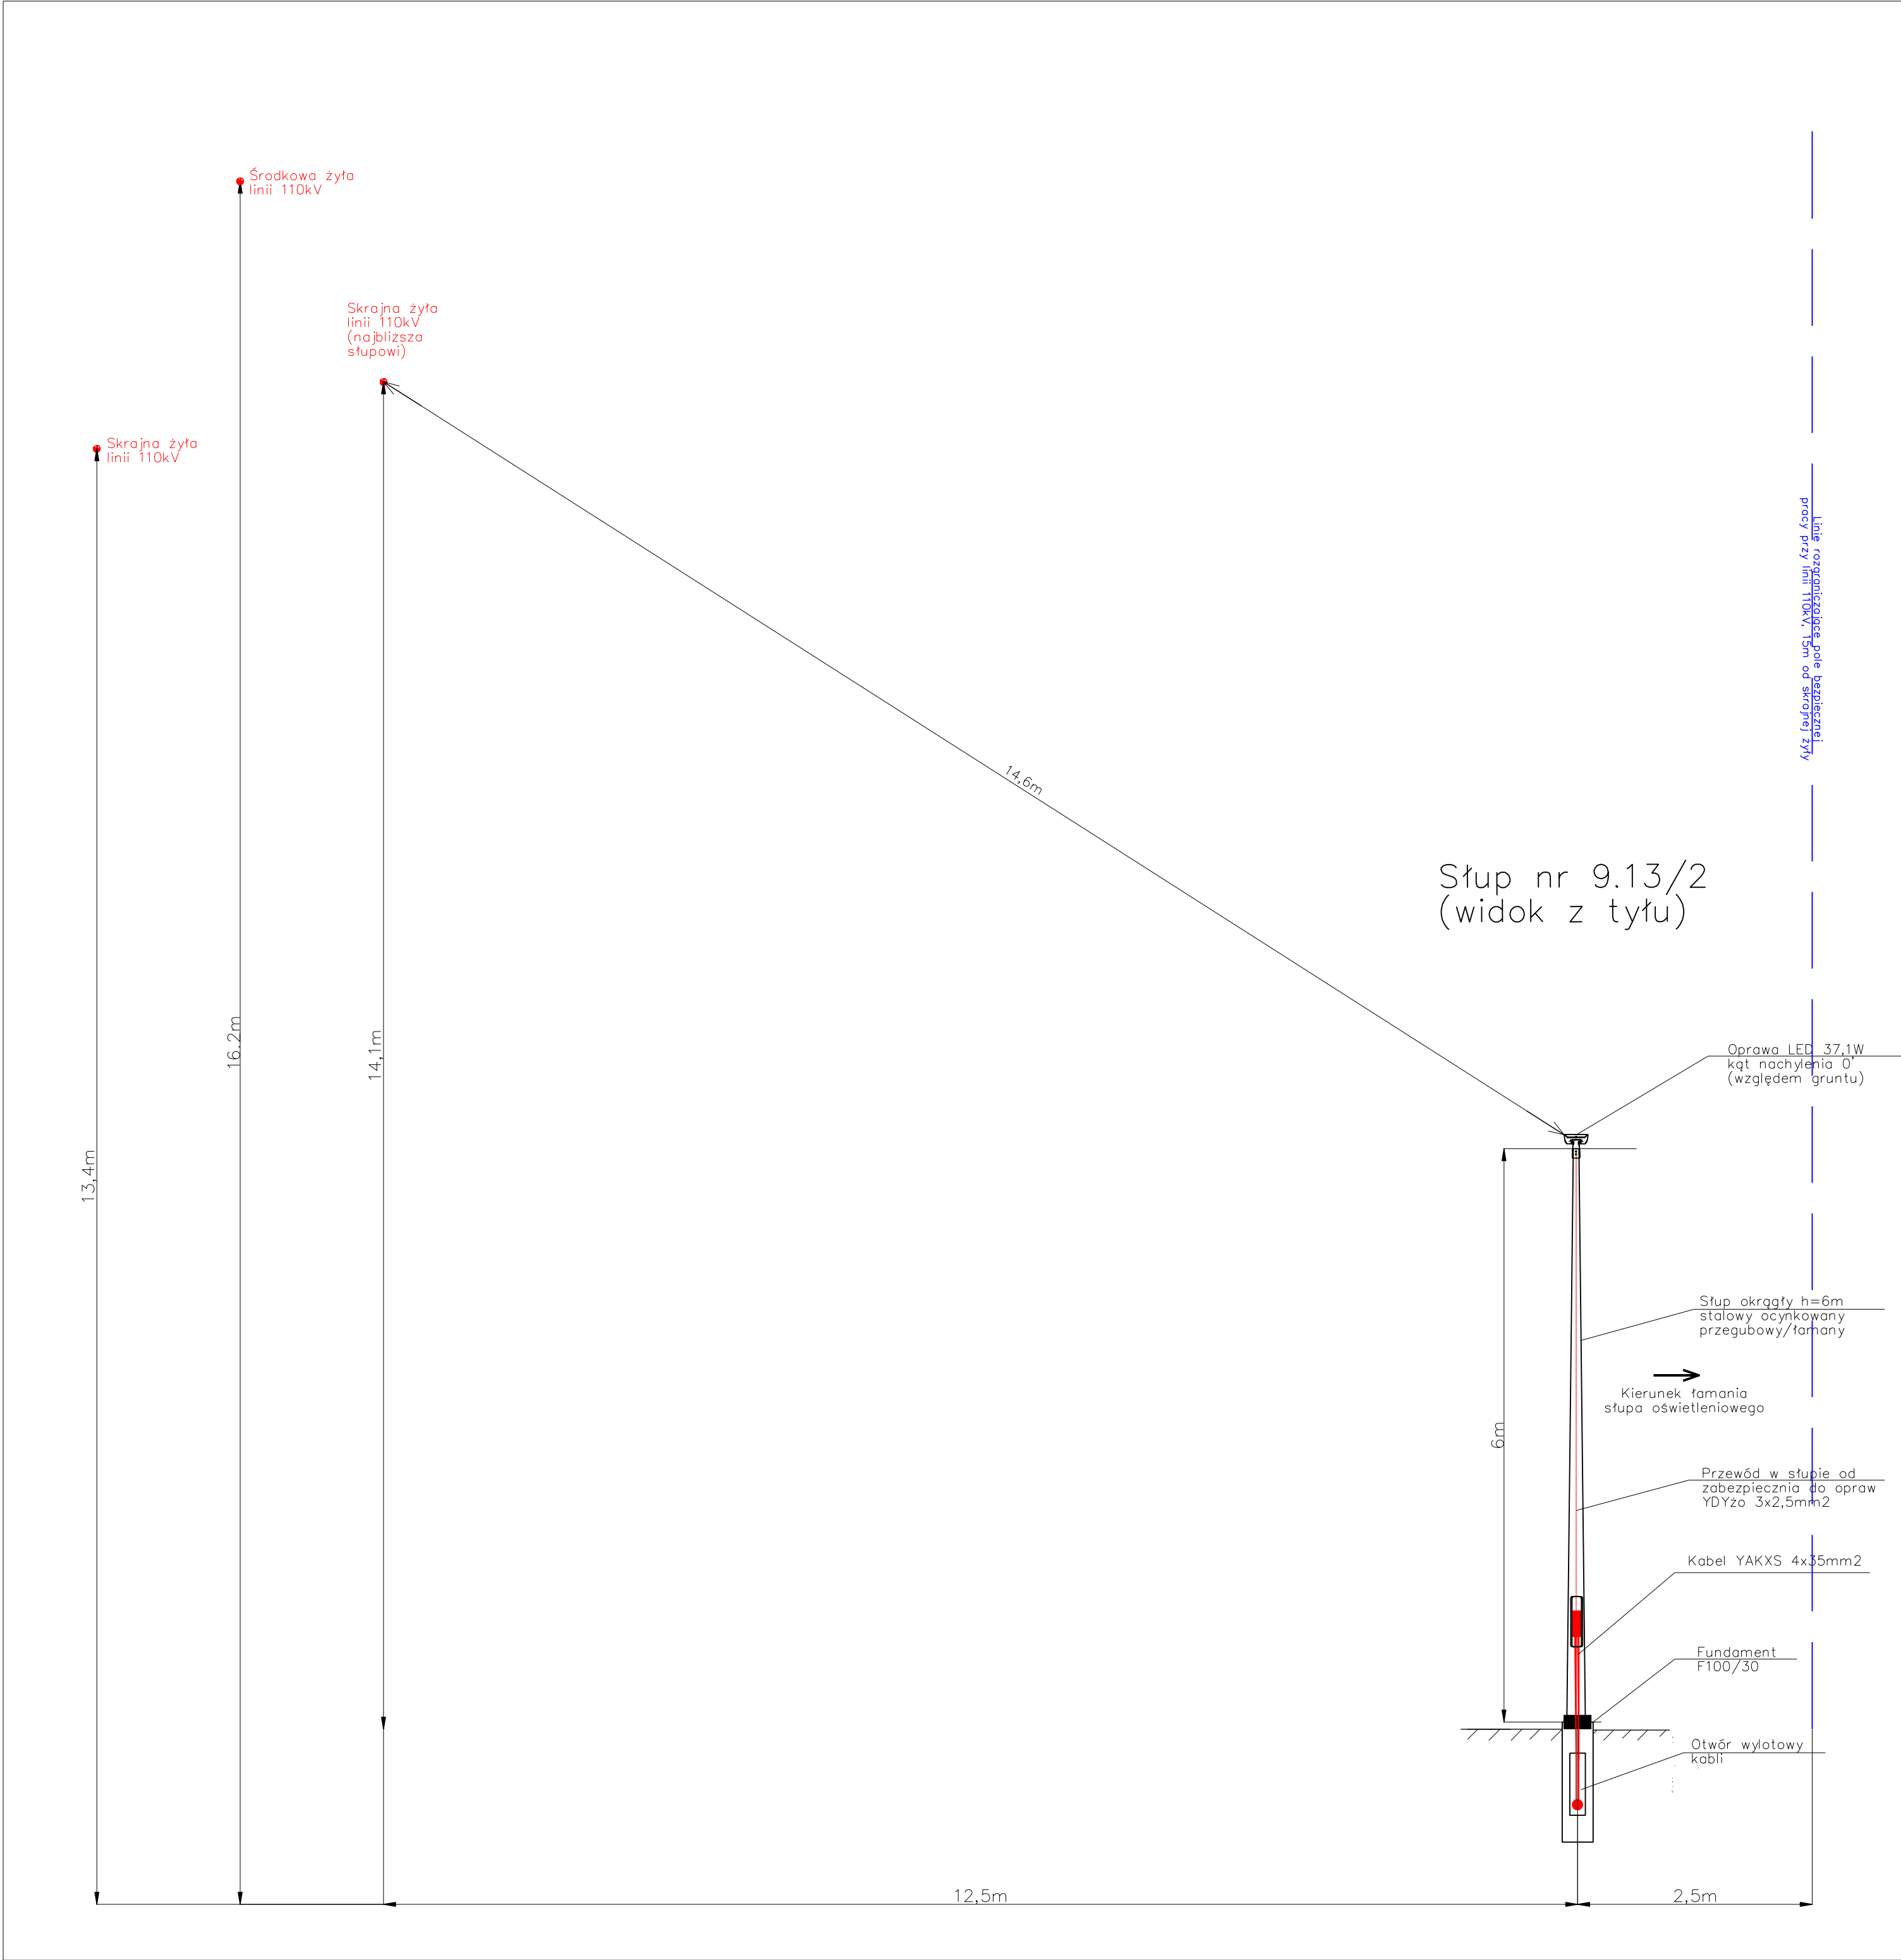 Środkowa żyła
linii 110kV
Skrajna żyła
linii 110kV
(najbliższa
słupowi)
Skrajna żyła
linii 110kV
Linie rozgraniczające pole bezpiecznej
pracy przy linii 110kV, 15m od skrajnej żyły
14,6m
Słup nr 9.13/2
(widok z tyłu)
16.2m
14,1m
13,4m
Oprawa LED 37,1W
kąt nachylenia 0°
(względem gruntu)
Słup okrągły h=6m
stalowy ocynkowany
przegubowy/łamany
Kierunek łamania
słupa oświetleniowego
6m
Przewód w słupie od
zabezpiecznia do opraw
YDYżo 3x2,5mm2
Kabel YAKXS 4x35mm2
Fundament
F100/30
Otwór wylotowy
kabli
12,5m
2,5m